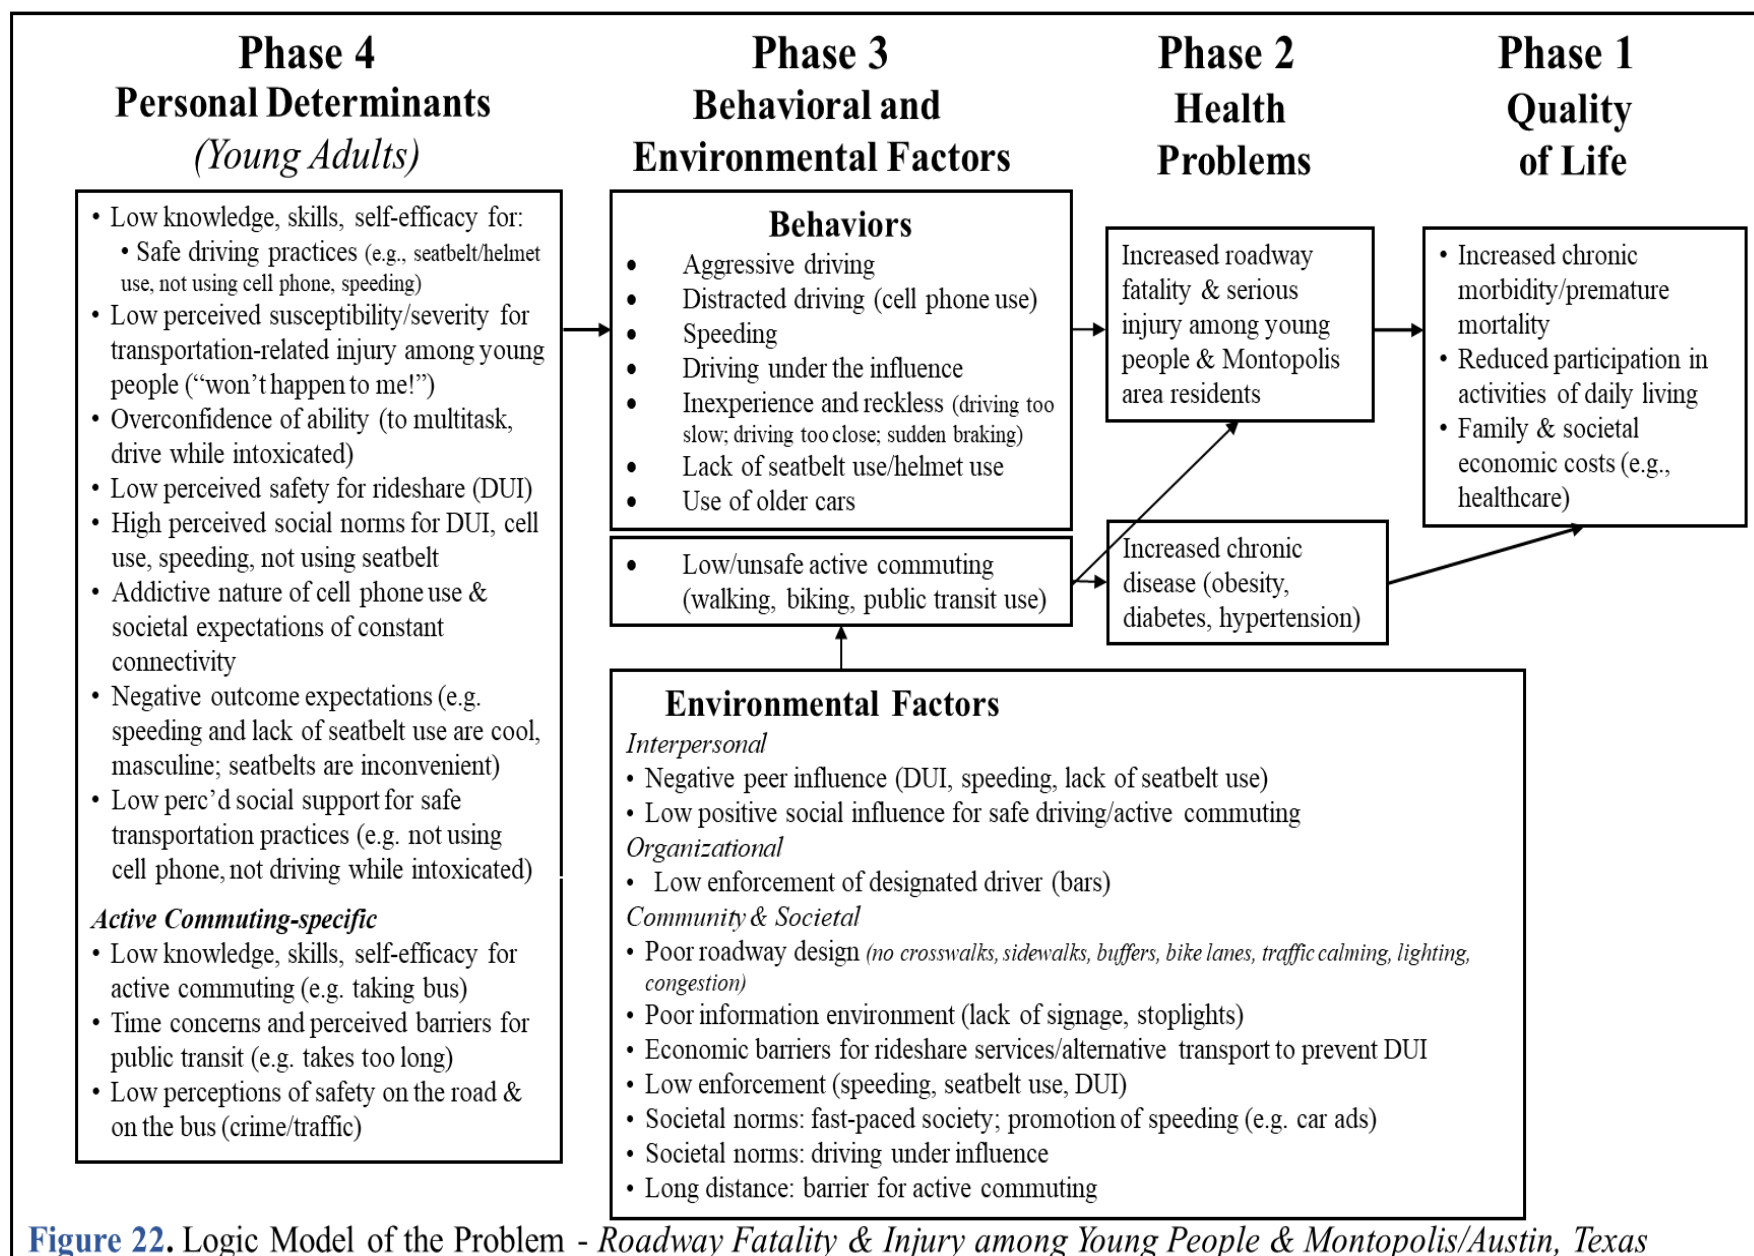 Phase 4
Personal Determinants
(Young Adults)
• Low knowledge, skills, self-efficacy for:
• Safe driving practices (e.g., seatbelt/helmet
use, not using cell phone, speeding)
• Low perceived susceptibility/severity for
transportation-related injury among young
people (“won’t happen to me!”)
• Overconfidence of ability (to multitask,
drive while intoxicated)
• Low perceived safety for rideshare (DUI)
• High perceived social norms for DUI, cell
use, speeding, not using seatbelt
• Addictive nature of cell phone use &
societal expectations of constant
connectivity
• Negative outcome expectations (e.g.
speeding and lack of seatbelt use are cool,
masculine; seatbelts are inconvenient)
• Low perc’d social support for safe
transportation practices (e.g. not using
cell phone, not driving while intoxicated)
Active Commuting-specific
• Low knowledge, skills, self-efficacy for
active commuting (e.g. taking bus)
• Time concerns and perceived barriers for
public transit (e.g. takes too long)
• Low perceptions of safety on the road &
on the bus (crime/traffic)
Phase 3
Behavioral and
Environmental Factors
Behaviors
• Aggressive driving
• Distracted driving (cell phone use)
• Speeding
• Driving under the influence
• Inexperience and reckless (driving too
slow; driving too close; sudden braking)
• Lack of seatbelt use/helmet use
• Use of older cars
• Low/unsafe active commuting
(walking, biking, public transit use)
Environmental Factors
Interpersonal
• Negative peer influence (DUI, speeding, lack of seatbelt use)
• Low positive social influence for safe driving/active commuting
Organizational
• Low enforcement of designated driver (bars)
Community & Societal
• Poor roadway design (no crosswalks, sidewalks, buffers, bike lanes, traffic calming, lighting,
congestion)
• Poor information environment (lack of signage, stoplights)
• Economic barriers for rideshare services/alternative transport to prevent DUI
• Low enforcement (speeding, seatbelt use, DUI)
• Societal norms: fast-paced society; promotion of speeding (e.g. car ads)
• Societal norms: driving under influence
• Long distance: barrier for active commuting
Phase 2
Health
Problems
Increased roadway
fatality & serious
injury among young
people & Montopolis
area residents
Increased chronic
disease (obesity,
diabetes, hypertension)
Phase 1
Quality
of Life
• Increased chronic
morbidity/premature
mortality
• Reduced participation in
activities of daily living
• Family & societal
economic costs (e.g.,
healthcare)
Figure 22. Logic Model of the Problem - Roadway Fatality & Injury among Young People & Montopolis/Austin, Texas